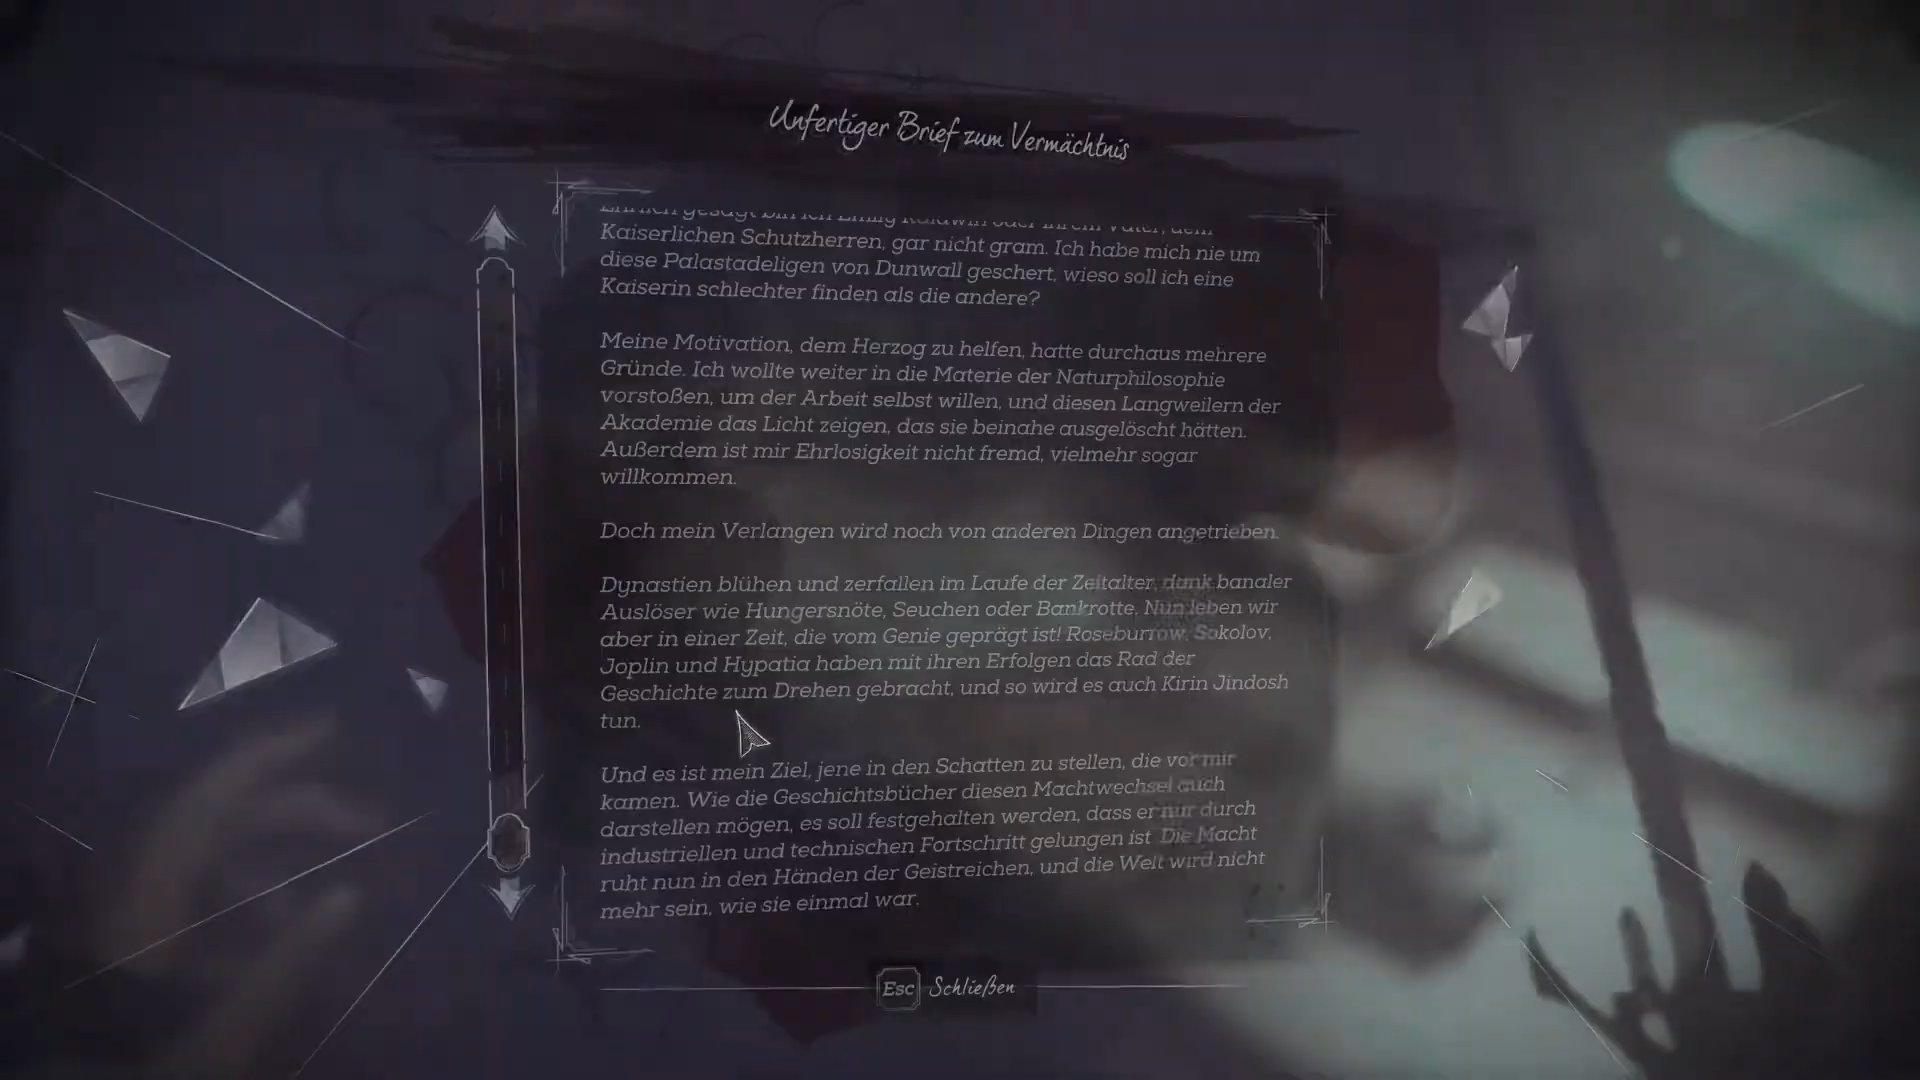 Unfertiger Brief zum Vermächtnis
Ehrlich gesagt bin ich Emily Kaldwin oder ihrem Vater, dem
Kaiserlichen Schutzherren, gar nicht gram. Ich habe mich nie um
diese Palastadeligen von Dunwall geschert, wieso soll ich eine
Kaiserin schlechter finden als die andere?
Meine Motivation, dem Herzog zu helfen, hatte durchaus mehrere
Gründe. Ich wollte weiter in die Materie der Naturphilosophie
vorstoßen, um der Arbeit selbst willen, und diesen Langweilern der
Akademie das Licht zeigen, das sie beinahe ausgelöscht hätten.
Außerdem ist mir Ehrlosigkeit nicht fremd, vielmehr sogar
willkommen.
Doch mein Verlangen wird noch von anderen Dingen angetrieben.
Dynastien blühen und zerfallen im Laufe der Zeitalter, dank banaler
Auslöser wie Hungersnöte, Seuchen oder Bankrotte. Nun leben wir
aber in einer Zeit, die vom Genie geprägt ist! Roseburrow, Sokolov,
Joplin und Hypatia haben mit ihren Erfolgen das Rad der
Geschichte zum Drehen gebracht, und so wird es auch Kirin Jindosh
tun.
Und es ist mein Ziel, jene in den Schatten zu stellen, die vor mir
kamen. Wie die Geschichtsbücher diesen Machtwechsel auch
darstellen mögen, es soll festgehalten werden, dass er nur durch
industriellen und technischen Fortschritt gelungen ist. Die Macht
ruht nun in den Händen der Geistreichen, und die Welt wird nicht
mehr sein, wie sie einmal war.
Esc Schließen